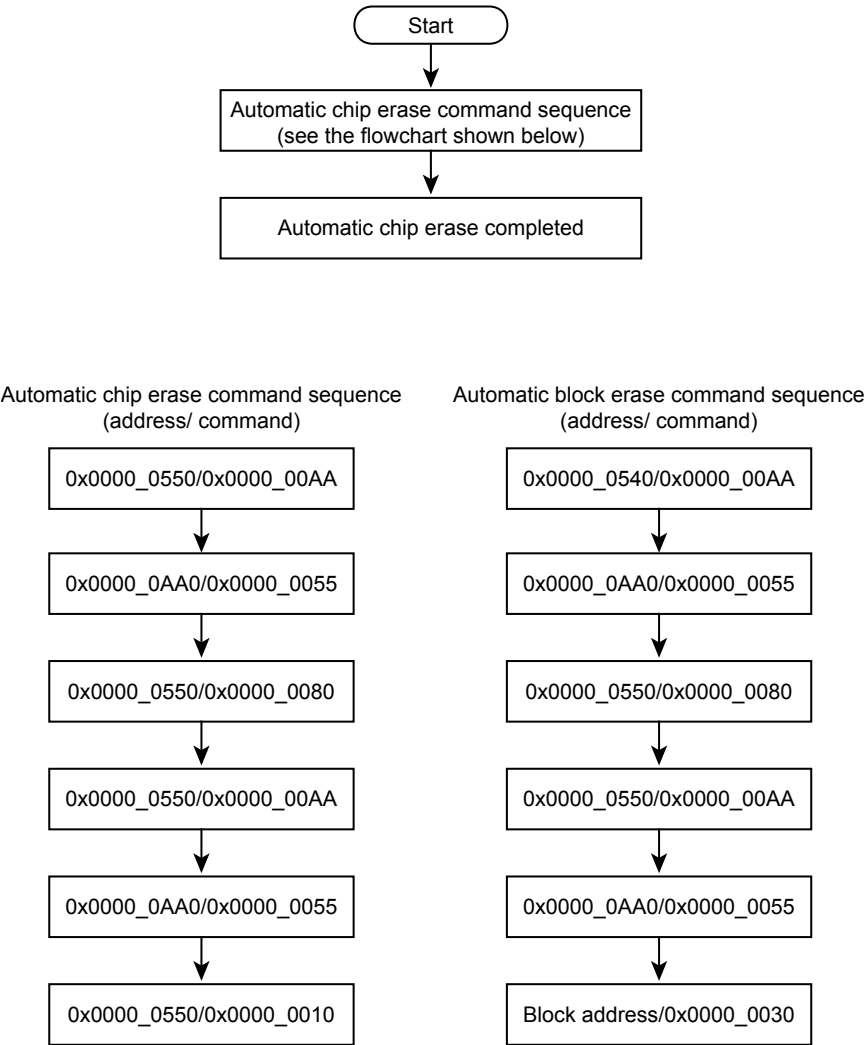 Start
Automatic chip erase command sequence
(see the flowchart shown below)
Automatic chip erase completed
Automatic chip erase command sequence
(address/ command)
0x0000_0550/0x0000_00AA
0x0000_0AA0/0x0000_0055
0x0000_0550/0x0000_0080
0x0000_0550/0x0000_00AA
0x0000_0AA0/0x0000_0055
0x0000_0550/0x0000_0010
Automatic block erase command sequence
(address/ command)
0x0000_0540/0x0000_00AA
0x0000_0AA0/0x0000_0055
0x0000_0550/0x0000_0080
0x0000_0550/0x0000_00AA
0x0000_0AA0/0x0000_0055
Block address/0x0000_0030